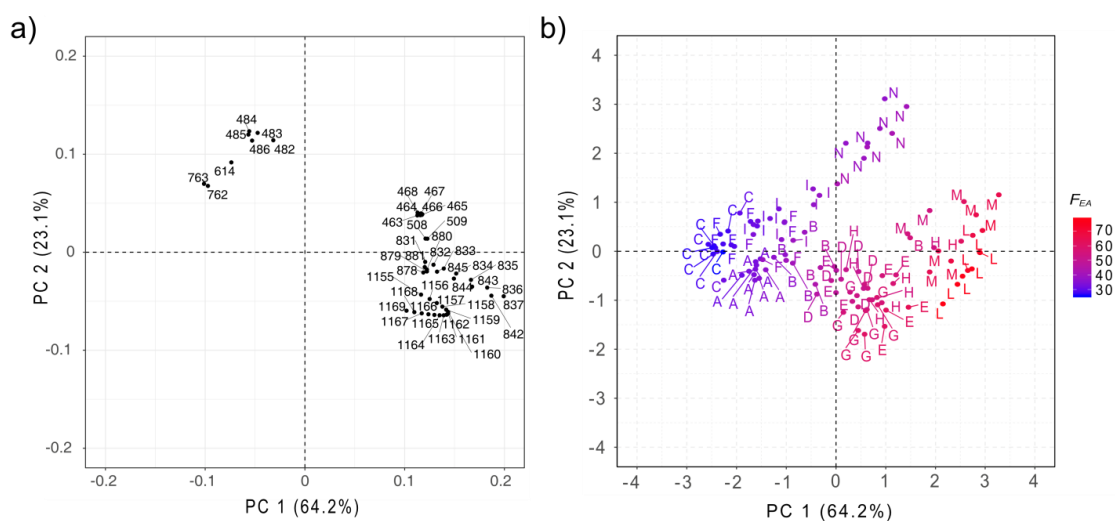 a)
0.2
0.1
0
-0.1
-0.2
PC 2 (23.1%)
484
485
483
486
482
614
763
762
468
467
464
466
465
463
508
509
831
880
832
833
879
881
834
835
878
845
1155
1156
844
836
1168
1157
1158
837
1169
1166
843
1159
842
1167
1165
1162
1164
1163
1161
1160
-0.2
-0.1
0
0.1
0.2
PC 1 (64.2%)
b)
4
3
2
1
0
-1
-2
-3
-4
PC 2 (23.1%)
N
N
N
N
N
N
N
N
N
I
I
I
I
C
C
C
C
C
C
F
F
F
F
F
F
A
A
A
A
A
A
B
B
B
B
D
D
D
D
D
H
H
H
H
H
E
E
E
E
E
G
G
G
G
G
G
M
M
M
M
M
M
L
L
L
L
L
L
-4
-3
-2
-1
0
1
2
3
4
PC 1 (64.2%)
F_EA
70
60
50
40
30